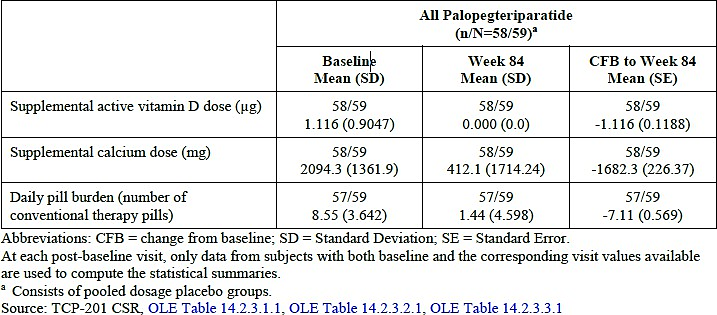 All Palopegteriparatide
(n/N=58/59)a
Baseline Mean (SD) Week 84 Mean (SD) CFB to Week 84 Mean (SE)
Supplemental active vitamin D dose (µg) 58/59 1.116 (0.9047) 58/59 0.000 (0.0) 58/59 -1.116 (0.1188)
Supplemental calcium dose (mg) 58/59 2094.3 (1361.9) 58/59 412.1 (1714.24) 58/59 -1682.3 (226.37)
Daily pill burden (number of conventional therapy pills) 57/59 8.55 (3.642) 57/59 1.44 (4.598) 57/59 -7.11 (0.569)
Abbreviations: CFB = change from baseline; SD = Standard Deviation; SE = Standard Error.
At each post-baseline visit, only data from subjects with both baseline and the corresponding visit values available
are used to compute the statistical summaries.
a Consists of pooled dosage placebo groups.
Source: TCP-201 CSR, OLE Table 14.2.3.1.1, OLE Table 14.2.3.2.1, OLE Table 14.2.3.3.1